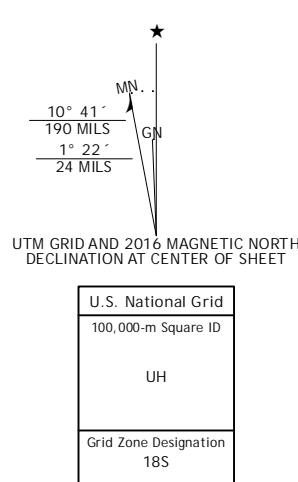 ★
MN
GN
10° 41´
190 MILS
1° 22´
24 MILS
UTM GRID AND 2016 MAGNETIC NORTH
DECLINATION AT CENTER OF SHEET
U.S. National Grid
100,000-m Square ID
UH
Grid Zone Designation
18S